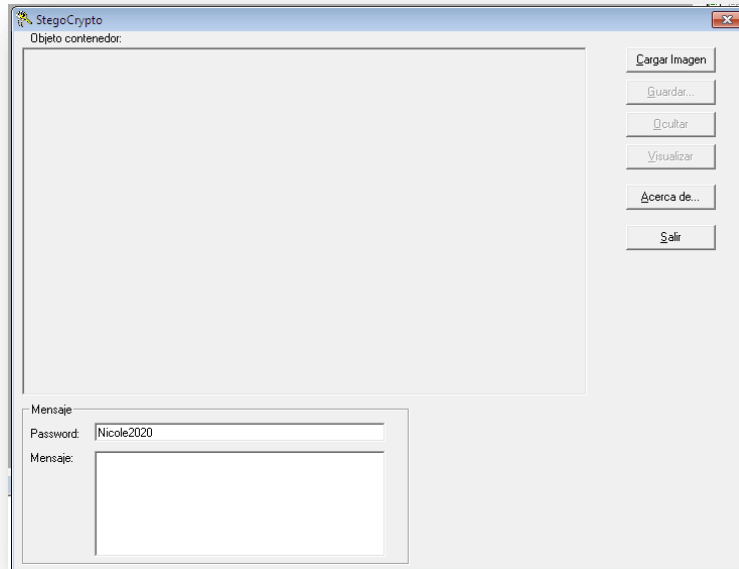 StegoCrypto
Objeto contenedor:
Cargar Imagen
Guardar...
Ocultar
Visualizar
Acerca de...
Salir
Mensaje
Password: Nicole2020
Mensaje: